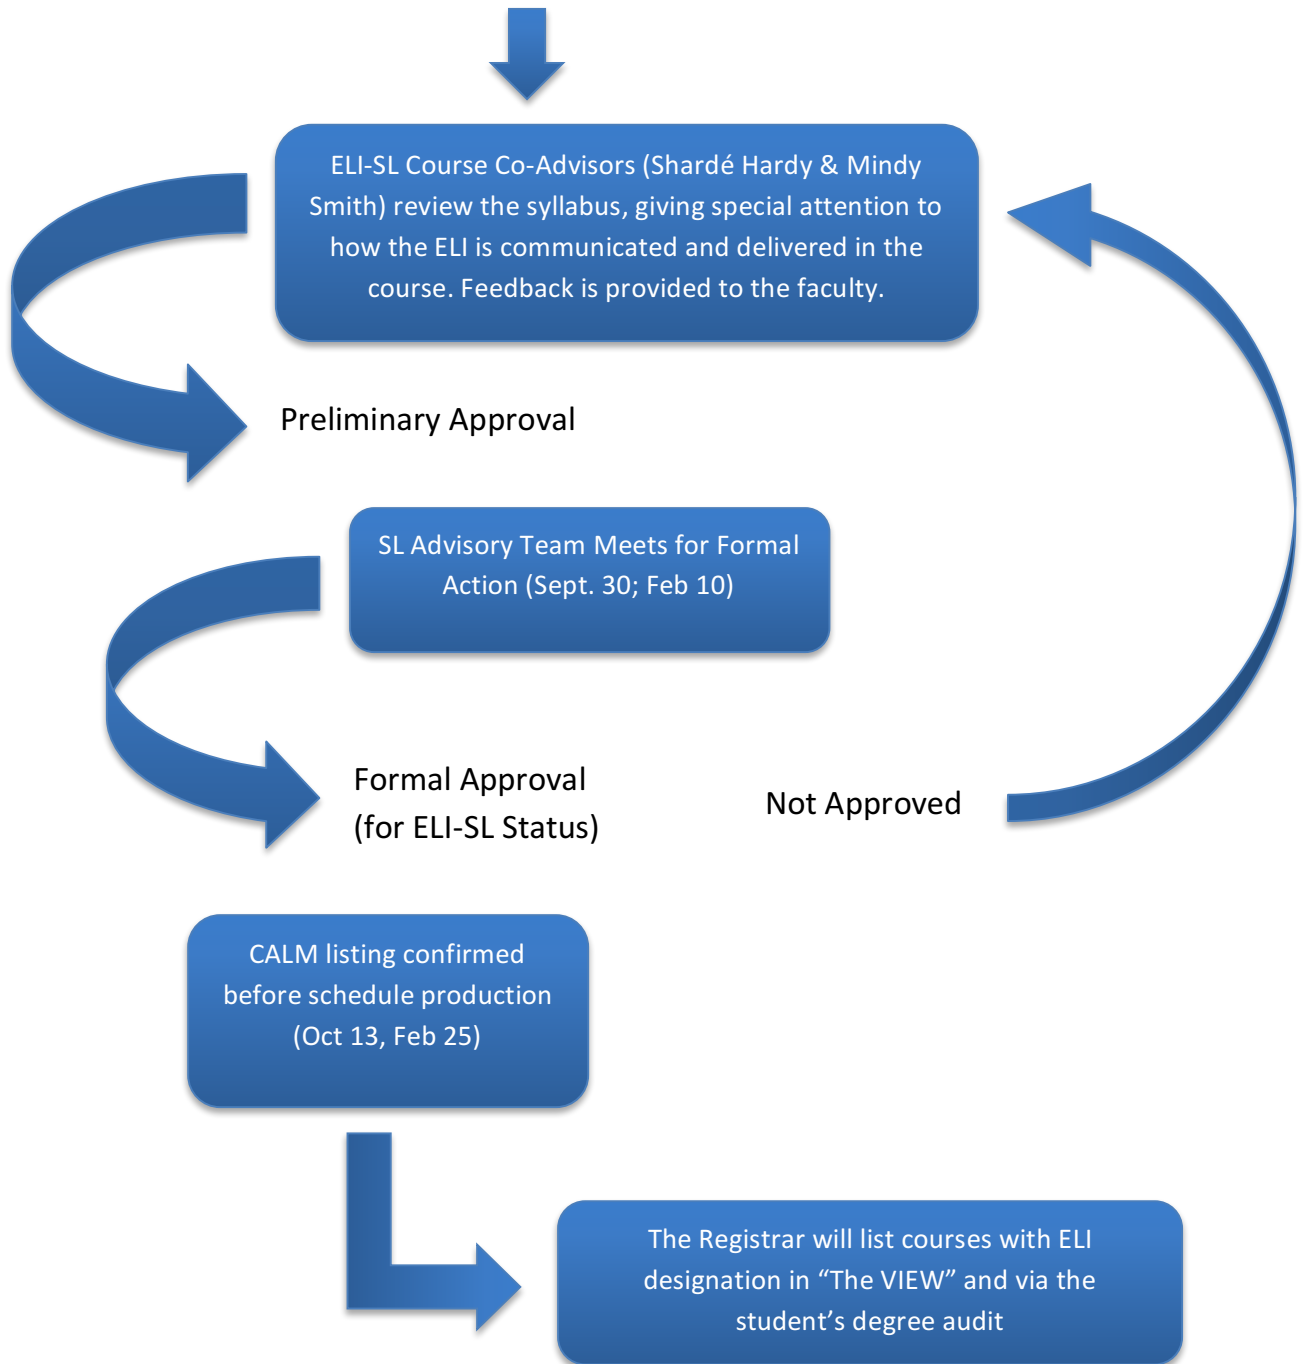 ELI-SL Course Co-Advisors (Shardé Hardy & Mindy
Smith) review the syllabus, giving special attention to
how the ELI is communicated and delivered in the
course. Feedback is provided to the faculty.
Preliminary Approval
SL Advisory Team Meets for Formal
Action (Sept. 30; Feb 10)
Formal Approval
(for ELI-SL Status)
Not Approved
CALM listing confirmed
before schedule production
(Oct 13, Feb 25)
The Registrar will list courses with ELI
designation in “The VIEW” and via the
student’s degree audit